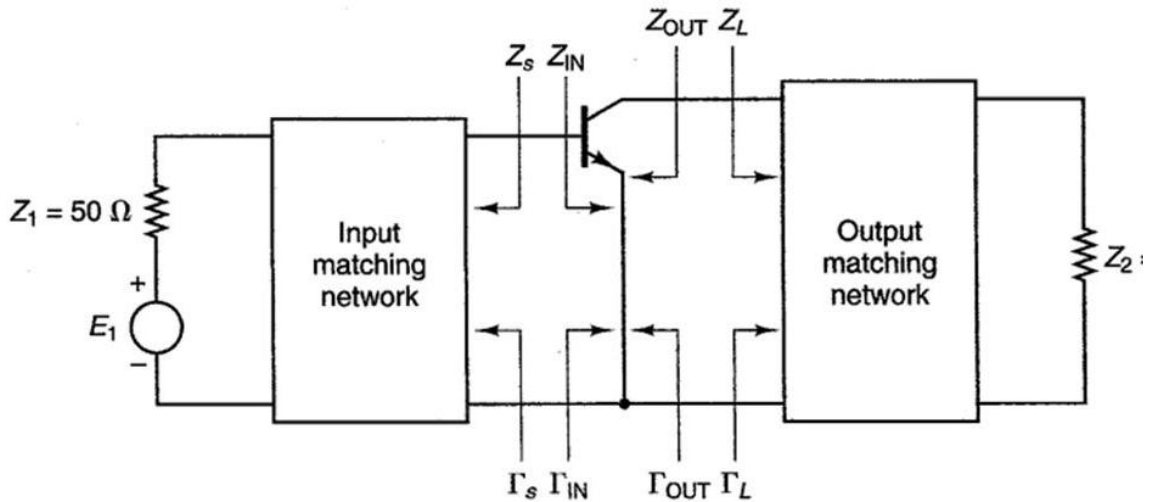 Z_OUT Z_L
Z_s Z_IN
Z_1 = 50 Ω
+
E_1
−
Input
matching
network
Output
matching
network
Z_2
Γ_s Γ_IN
Γ_OUT Γ_L